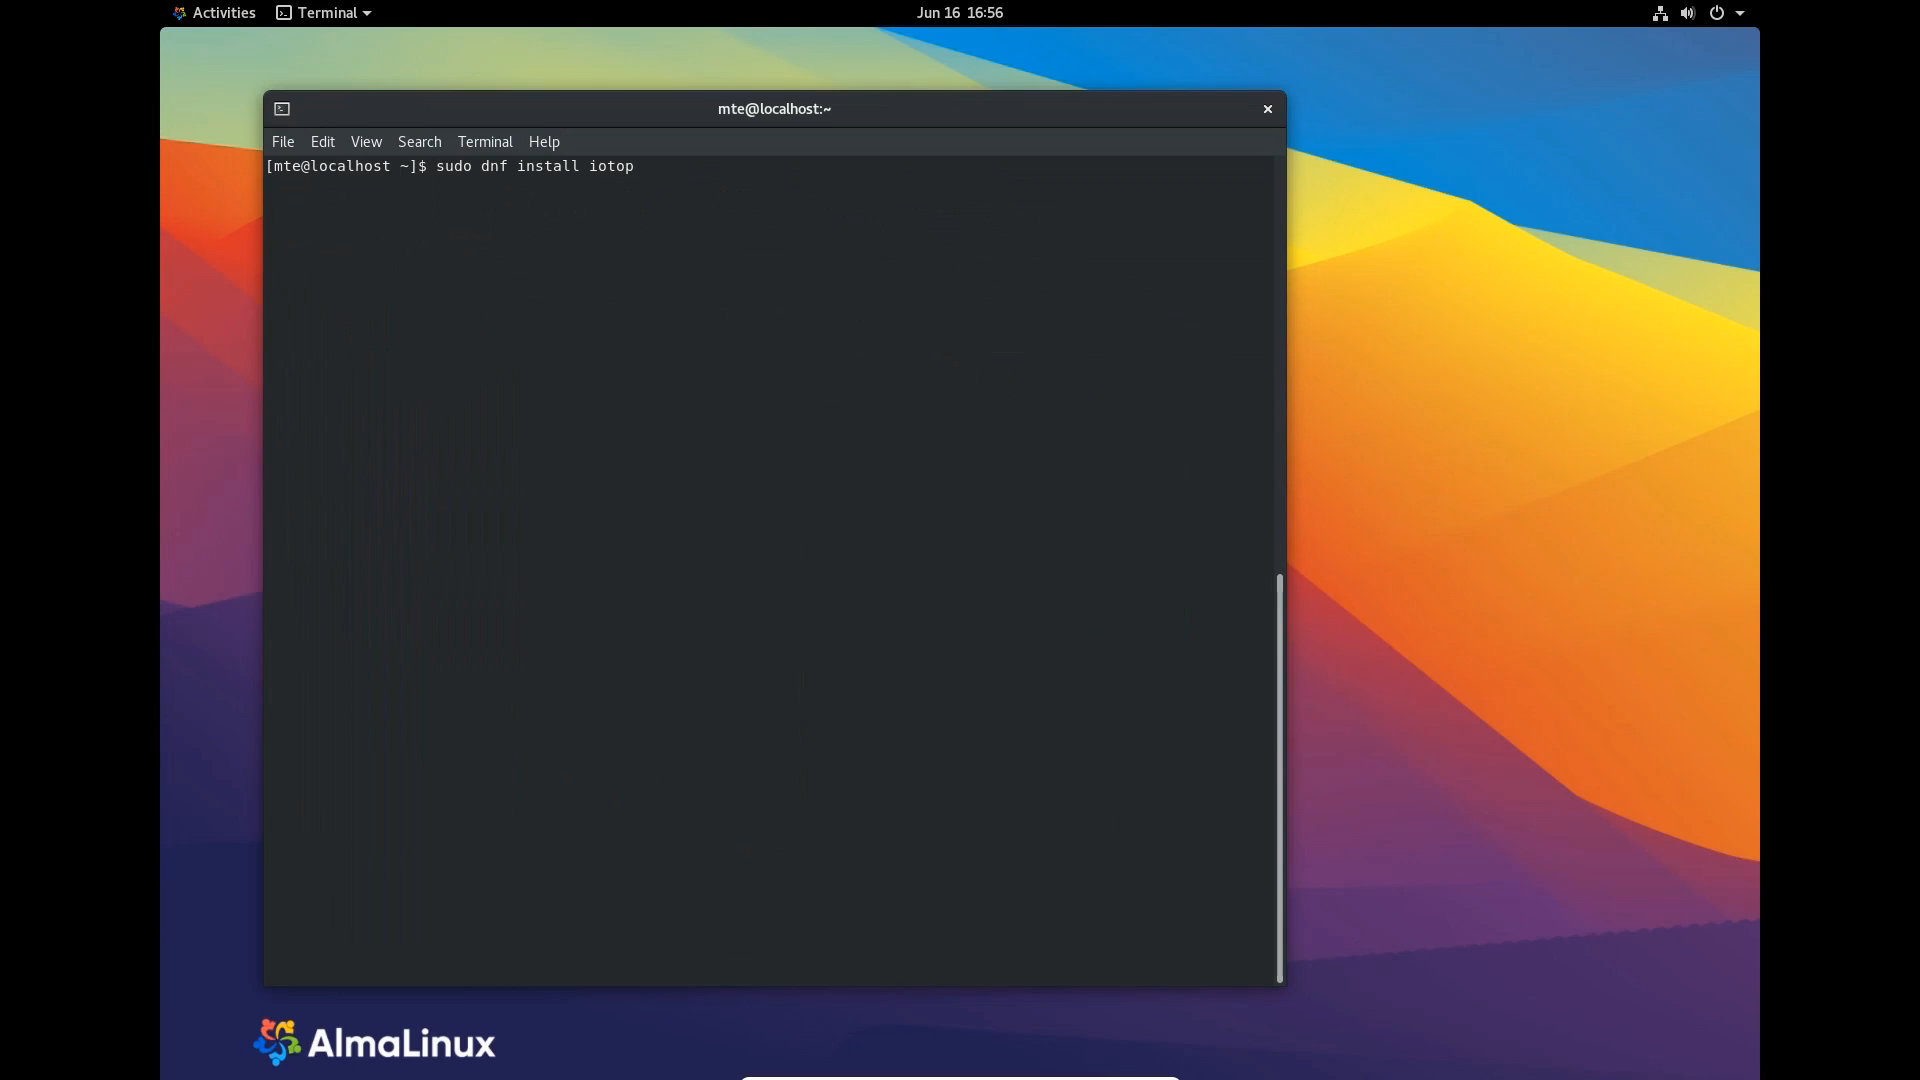 Activities Terminal Jun 16 16:56
mte@localhost:~
File Edit View Search Terminal Help
[mte@localhost ~]$ sudo dnf install iotop
AlmaLinux